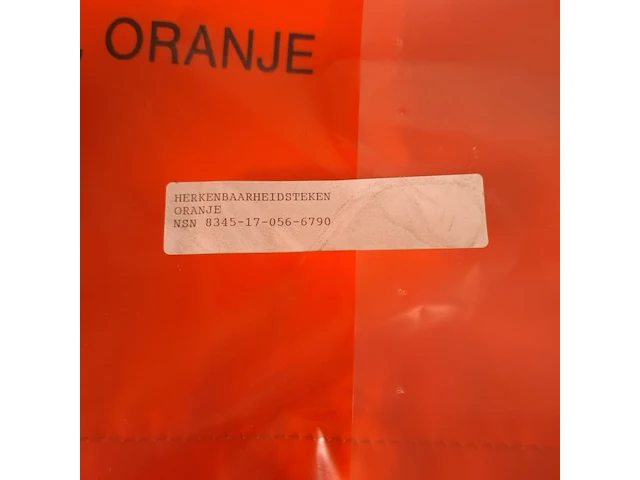 ORANJE
HERKENBAARHEIDSTEKEN
ORANJE
NSN 8345-17-056-6790